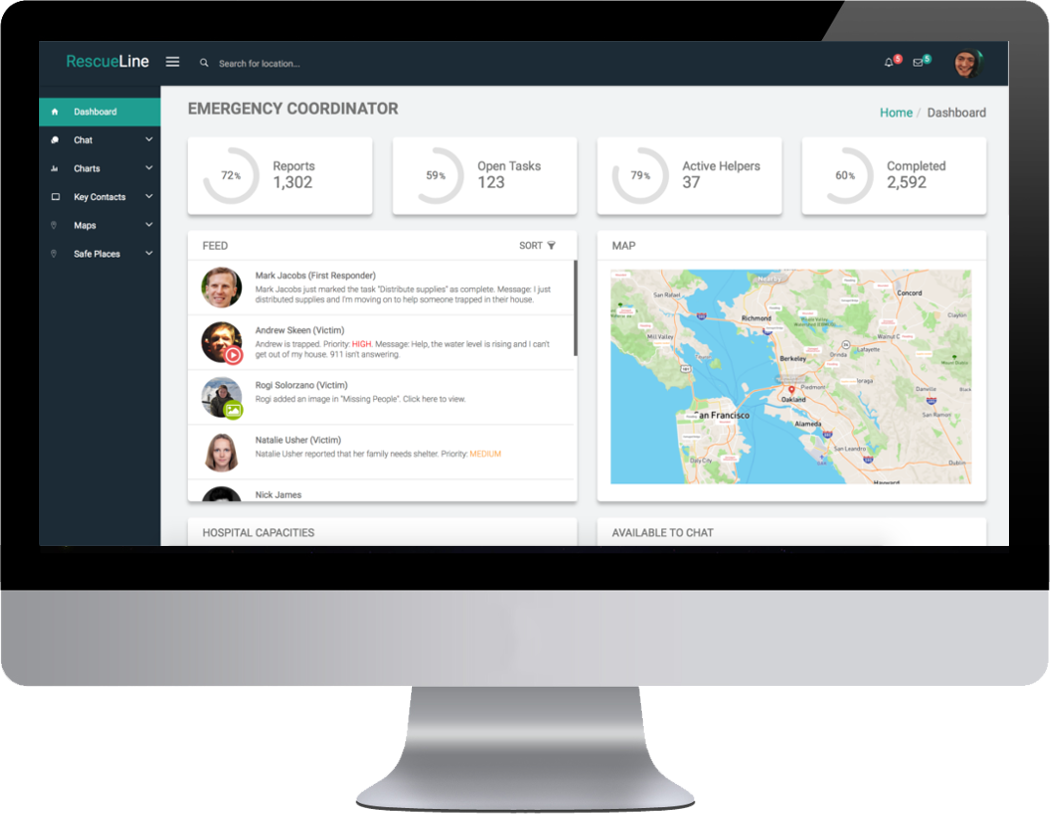 RescueLine
Search for location...
5
5
Dashboard
Chat
Charts
Key Contacts
Maps
Safe Places
EMERGENCY COORDINATOR
Home / Dashboard
72%
Reports
1,302
59%
Open Tasks
123
79%
Active Helpers
37
60%
Completed
2,592
FEED
SORT
Mark Jacobs (First Responder)
Mark Jacobs just marked the task "Distribute supplies" as complete. Message: I just
distributed supplies and I'm moving on to help someone trapped in their house.
Andrew Skeen (Victim)
Andrew is trapped. Priority: HIGH. Message: Help, the water level is rising and I can't
get out of my house. 911 isn't answering.
Rogi Solorzano (Victim)
Rogi added an image in "Missing People". Click here to view.
Natalie Usher (Victim)
Natalie Usher reported that her family needs shelter. Priority: MEDIUM
Nick James
MAP
San Rafael
Concord
Richmond
Clayton
Mill Valley
Walnut C
Berkeley
Orinda
Lafayette
Piedmont
Moraga
Oakland
Danville
Black
San Francisco
Alameda
San Ramon
Daly City
San Leandro
Dublin
Hayward
HOSPITAL CAPACITIES
AVAILABLE TO CHAT